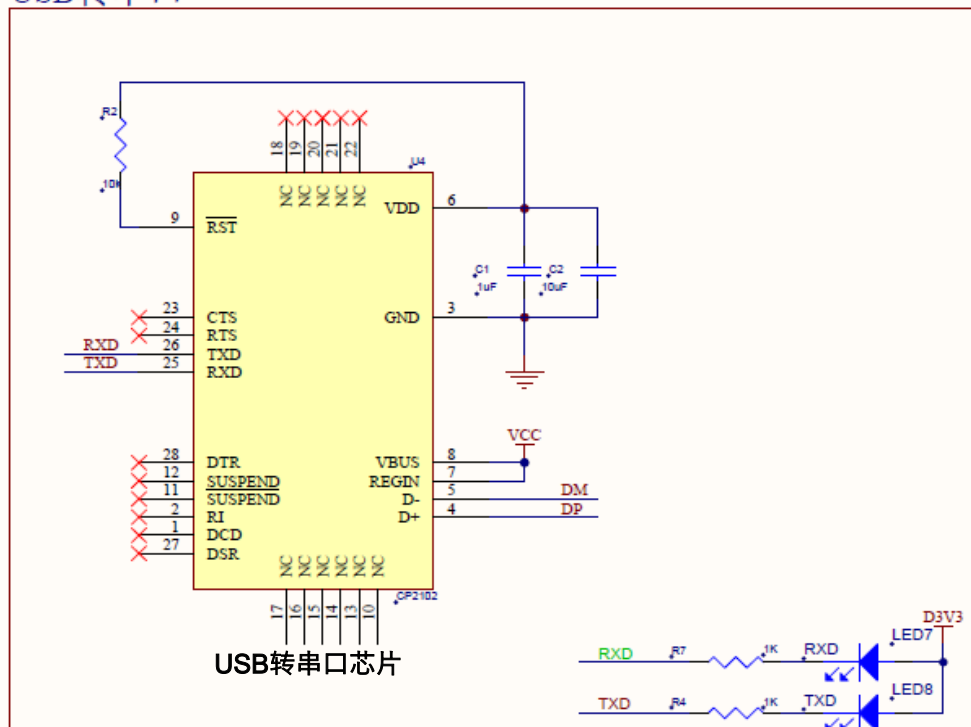 R2
10K
18
19
20
21
22
NC
NC
NC
NC
NC
U4
9
RST
VDD
6
C1
1uF
C2
10uF
23
CTS
GND
3
24
RTS
RXD
26
TXD
TXD
25
RXD
VCC
28
DTR
VBUS
8
12
SUSPEND
REGIN
7
11
SUSPEND
D-
5
DM
2
RI
D+
4
DP
1
DCD
27
DSR
NC
NC
NC
NC
NC
NC
17
16
15
14
13
10
CP2102
USB转串口芯片
D3V3
RXD
R7
1K
RXD
LED7
TXD
R4
1K
TXD
LED8